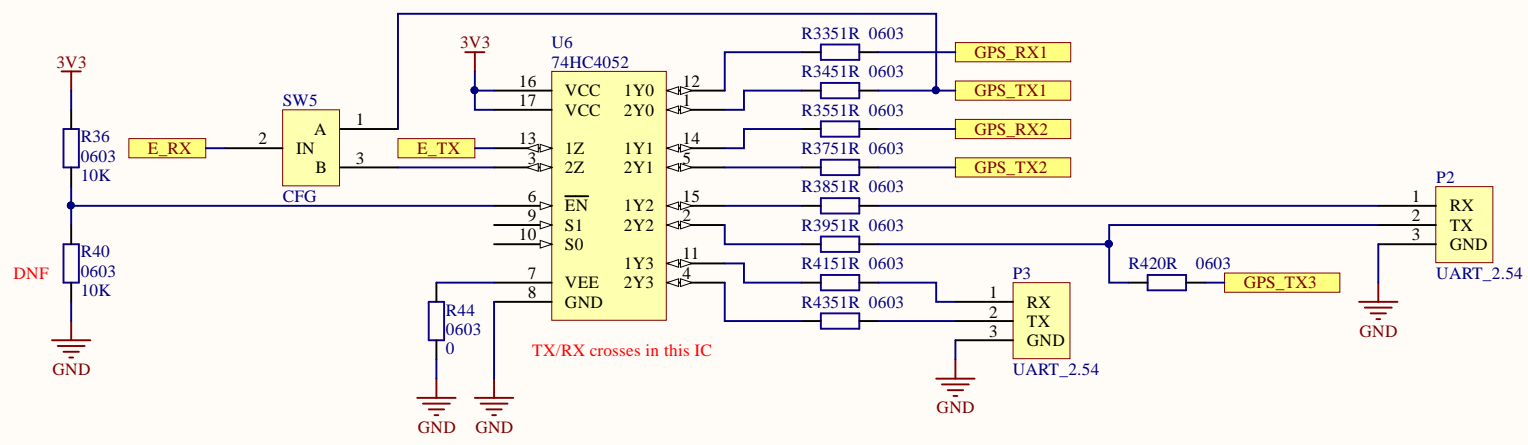 3V3
R36
0603
10K
E_RX
DNF
R40
0603
10K
GND
SW5
2
IN
A
1
B
3
CFG
E_TX
3V3
U6
74HC4052
16
VCC
17
VCC
13
1Z
3
2Z
6
EN
9
S1
10
S0
7
VEE
8
GND
1Y0
12
2Y0
1
1Y1
14
2Y1
5
1Y2
15
2Y2
2
1Y3
11
2Y3
4
R44
0603
0
GND
GND
TX/RX crosses in this IC
R3351R 0603
GPS_RX1
R3451R 0603
GPS_TX1
R3551R 0603
GPS_RX2
R3751R 0603
GPS_TX2
R3851R 0603
R3951R 0603
R4151R 0603
R4351R 0603
P3
1
RX
2
TX
3
GND
UART_2.54
GND
R420R 0603
GPS_TX3
P2
1
RX
2
TX
3
GND
UART_2.54
GND